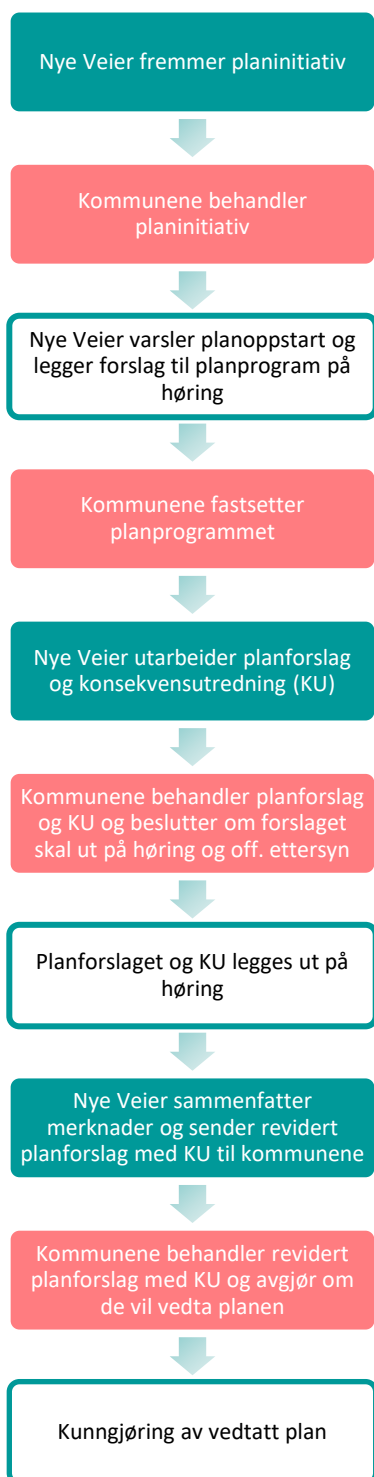 Nye Veier fremmer planinitiativ
Kommunene behandler
planinitiativ
Nye Veier varsler planoppstart og
legger forslag til planprogram på
høring
Kommunene fastsetter
planprogrammet
Nye Veier utarbeider planforslag
og konsekvensutredning (KU)
Kommunene behandler planforslag
og KU og beslutter om forslaget
skal ut på høring og off. ettersyn
Planforslaget og KU legges ut på
høring
Nye Veier sammenfatter
merknader og sender revidert
planforslag med KU til kommunene
Kommunene behandler revidert
planforslag med KU og avgjør om
de vil vedta planen
Kunngjøring av vedtatt plan